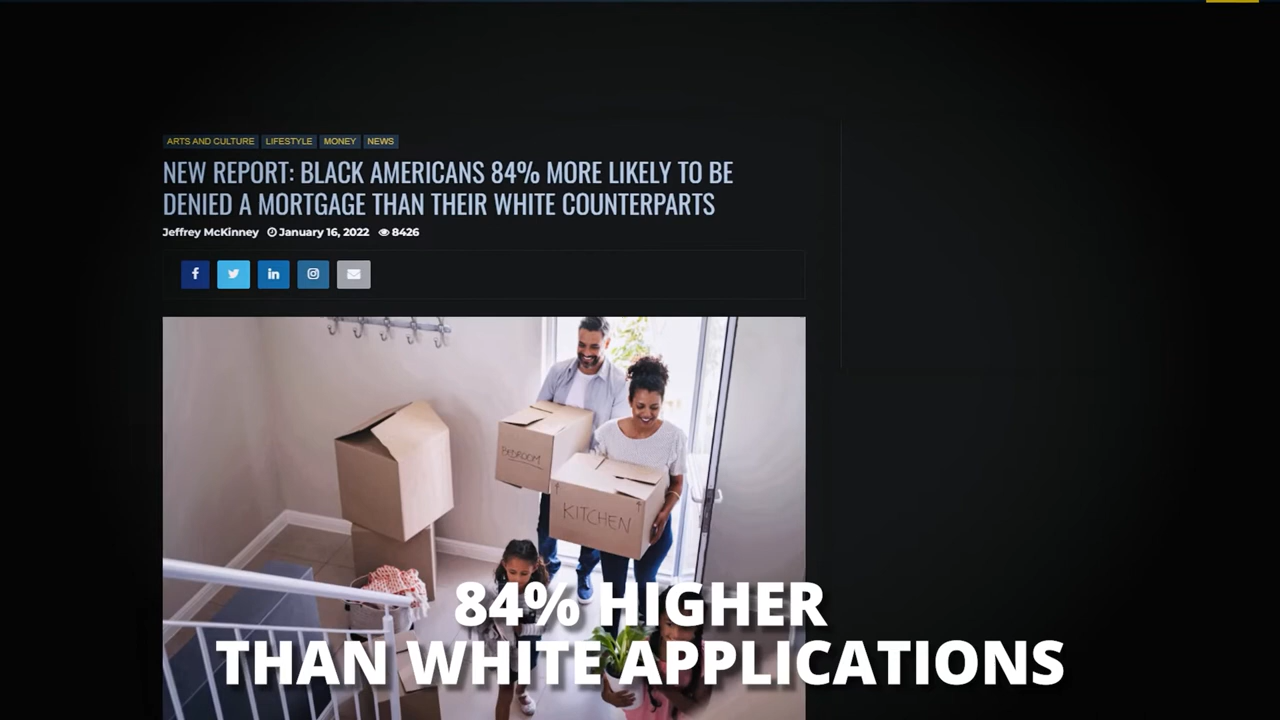 ARTS AND CULTURE LIFESTYLE MONEY NEWS
NEW REPORT: BLACK AMERICANS 84% MORE LIKELY TO BE
DENIED A MORTGAGE THAN THEIR WHITE COUNTERPARTS
Jeffrey McKinney January 16, 2022 8426
BEDROOM
KITCHEN
84% HIGHER
THAN WHITE APPLICATIONS